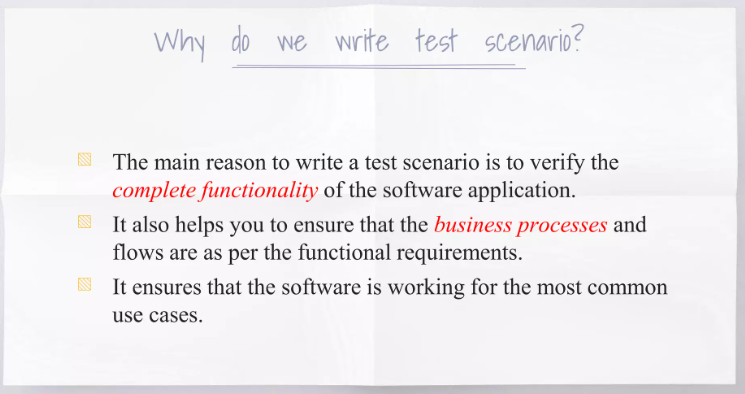 Why do we write test scenario?
The main reason to write a test scenario is to verify the
complete functionality of the software application.
It also helps you to ensure that the business processes and
flows are as per the functional requirements.
It ensures that the software is working for the most common
use cases.